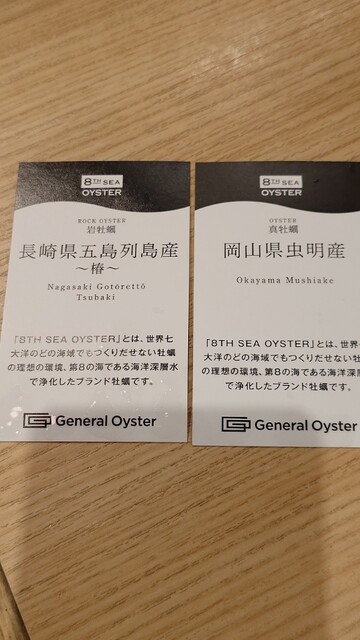 8TH SEA
OYSTER
ROCK OYSTER
岩牡蠣
長崎県五島列島産
～椿～
Nagasaki Gotōrettō
Tsubaki
「8TH SEA OYSTER」とは、世界七
大洋のどの海域でもつくりだせない牡蠣
の理想の環境、第8の海である海洋深層水
で浄化したブランド牡蠣です。
General Oyster
8TH SEA
OYSTER
OYSTER
真牡蠣
岡山県虫明産
Okayama Mushiake
「8TH SEA OYSTER」とは、世界
大洋のどの海域でもつくりだせない牡
の理想の環境、第8の海である海洋深
で浄化したブランド牡蠣です。
General Oyster